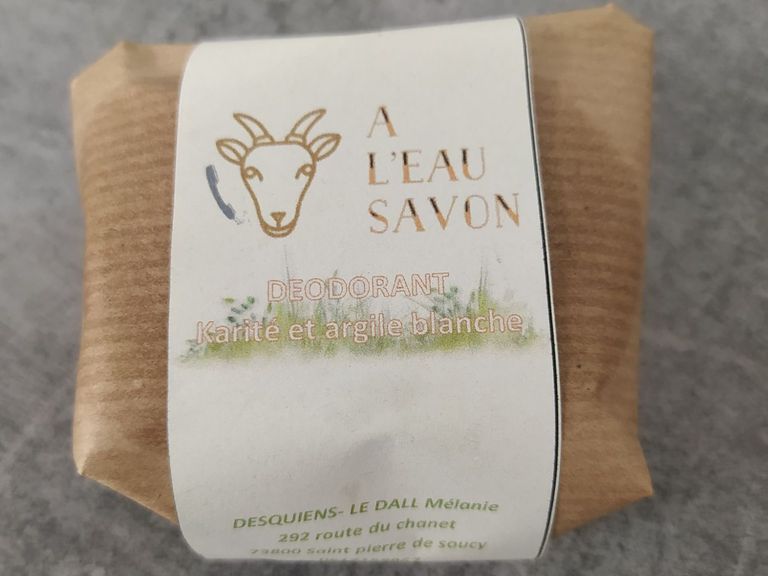 A
L'EAU
SAVON
DEODORANT
Karité et argile blanche
DESQUIENS- LE DALL Mélanie
292 route du chanet
73800 Saint pierre de soucy